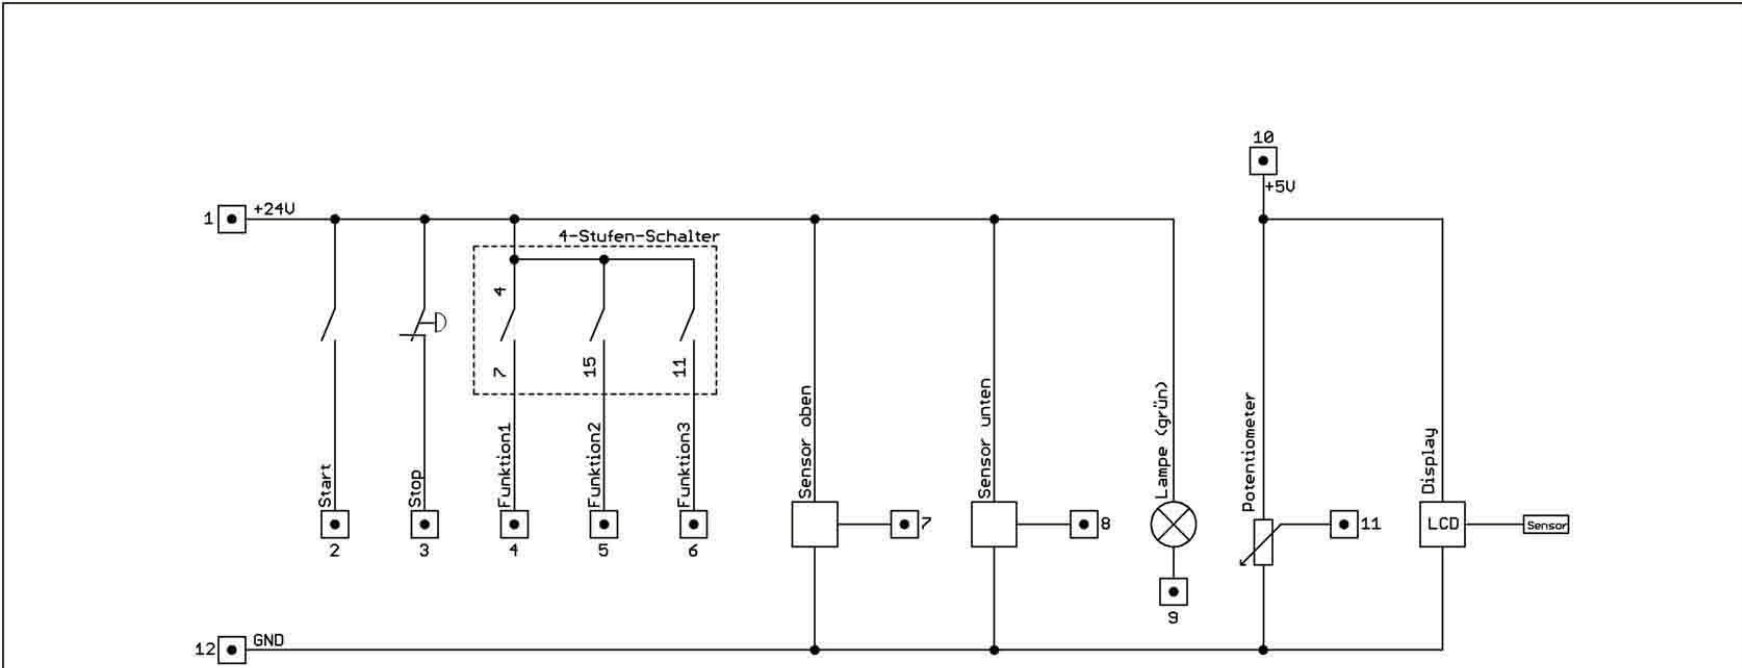 10
+5V
1
+24V
4-Stufen-Schalter
4
7
15
11
Start
Stop
Funktion1
Funktion2
Funktion3
Sensor oben
Sensor unten
Lampe (grün)
Potentiometer
Display
7
8
11
LCD
Sensor
2
3
4
5
6
9
12
GND